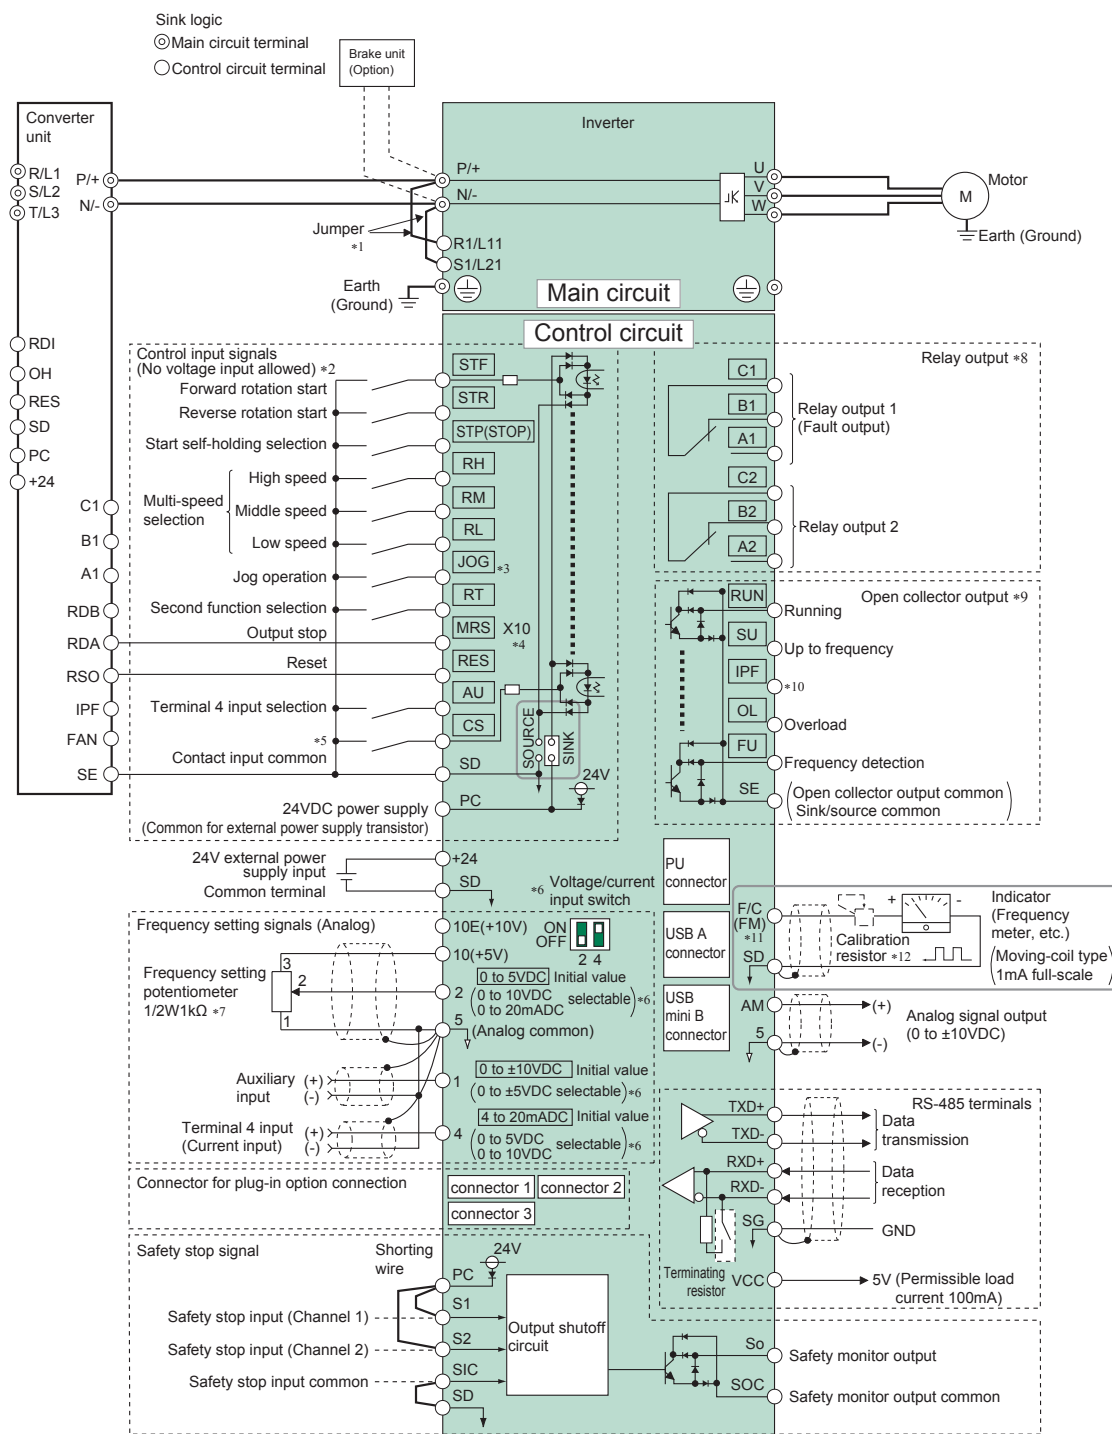 Sink logic
Main circuit terminal
Control circuit terminal
Brake unit
(Option)
Converter
unit
R/L1
S/L2
T/L3
P/+
N/-
Inverter
P/+
N/-
U
V
W
Motor
M
Earth (Ground)
Jumper
*1
R1/L11
S1/L21
Earth
(Ground)
Main circuit
Control circuit
RDI
OH
RES
SD
PC
+24
C1
B1
A1
RDB
RDA
RSO
IPF
FAN
SE
Control input signals
(No voltage input allowed) *2
Forward rotation start
Reverse rotation start
Start self-holding selection
Multi-speed
selection
High speed
Middle speed
Low speed
Jog operation
Second function selection
Output stop
Reset
Terminal 4 input selection
*5
Contact input common
24VDC power supply
(Common for external power supply transistor)
STF
STR
STP(STOP)
RH
RM
RL
JOG *3
RT
MRS X10
*4
RES
AU
CS
SD
PC
SOURCE
SINK
24V
Relay output *8
C1
B1
A1
Relay output 1
(Fault output)
C2
B2
A2
Relay output 2
Open collector output *9
RUN
Running
SU
Up to frequency
IPF
*10
OL
Overload
FU
Frequency detection
SE
Open collector output common
Sink/source common
24V external power
supply input
Common terminal
+24
SD
*6 Voltage/current
input switch
ON
OFF
2 4
PU
connector
USB A
connector
USB
mini B
connector
F/C
(FM)
*11
SD
+ -
Calibration
resistor *12
Indicator
(Frequency
meter, etc.)
Moving-coil type
1mA full-scale
AM
5
(+)
(-)
Analog signal output
(0 to ±10VDC)
Frequency setting signals (Analog)
Frequency setting
potentiometer
1/2W1kΩ *7
3
2
1
10E(+10V)
10(+5V)
2
0 to 5VDC Initial value
0 to 10VDC
0 to 20mADC selectable *6
5
(Analog common)
Auxiliary
input
(+)
(-)
1
0 to ±10VDC Initial value
0 to ±5VDC selectable *6
Terminal 4 input
(Current input)
(+)
(-)
4
4 to 20mADC Initial value
0 to 5VDC
0 to 10VDC selectable *6
RS-485 terminals
TXD+
TXD-
Data
transmission
RXD+
RXD-
Data
reception
SG
GND
Terminating
resistor
VCC
5V (Permissible load
current 100mA)
Connector for plug-in option connection
connector 1
connector 2
connector 3
Safety stop signal
Shorting
wire
PC
24V
S1
Safety stop input (Channel 1)
S2
Safety stop input (Channel 2)
SIC
Safety stop input common
SD
Output shutoff
circuit
So
Safety monitor output
SOC
Safety monitor output common